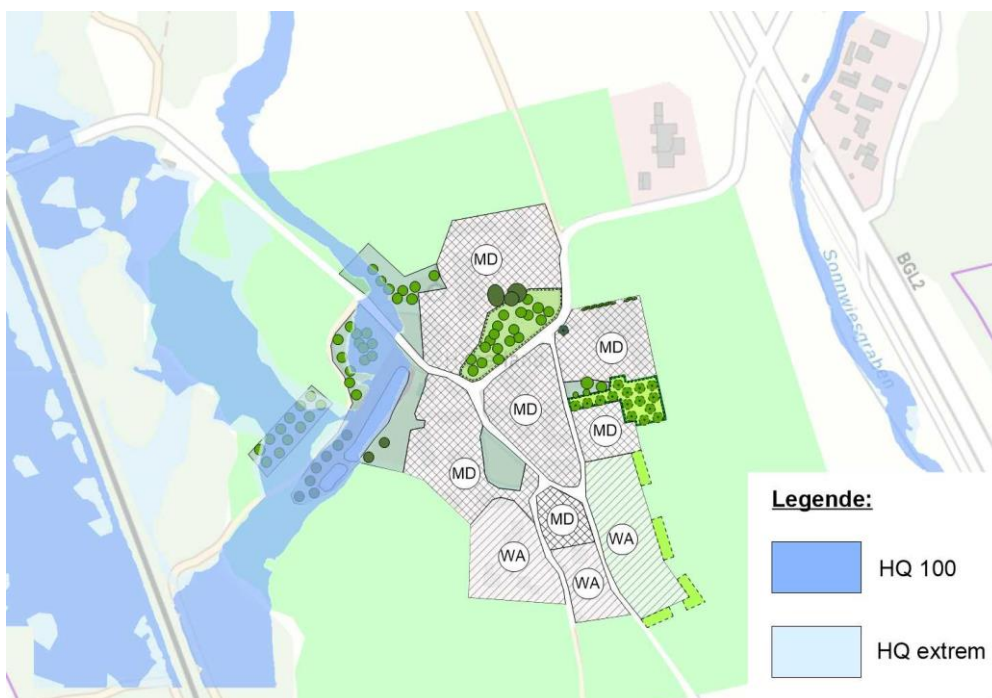 BGL2
Sonnwiesgraben
MD
MD
MD
MD
MD
MD
WA
WA
WA
Legende:
HQ 100
HQ extrem